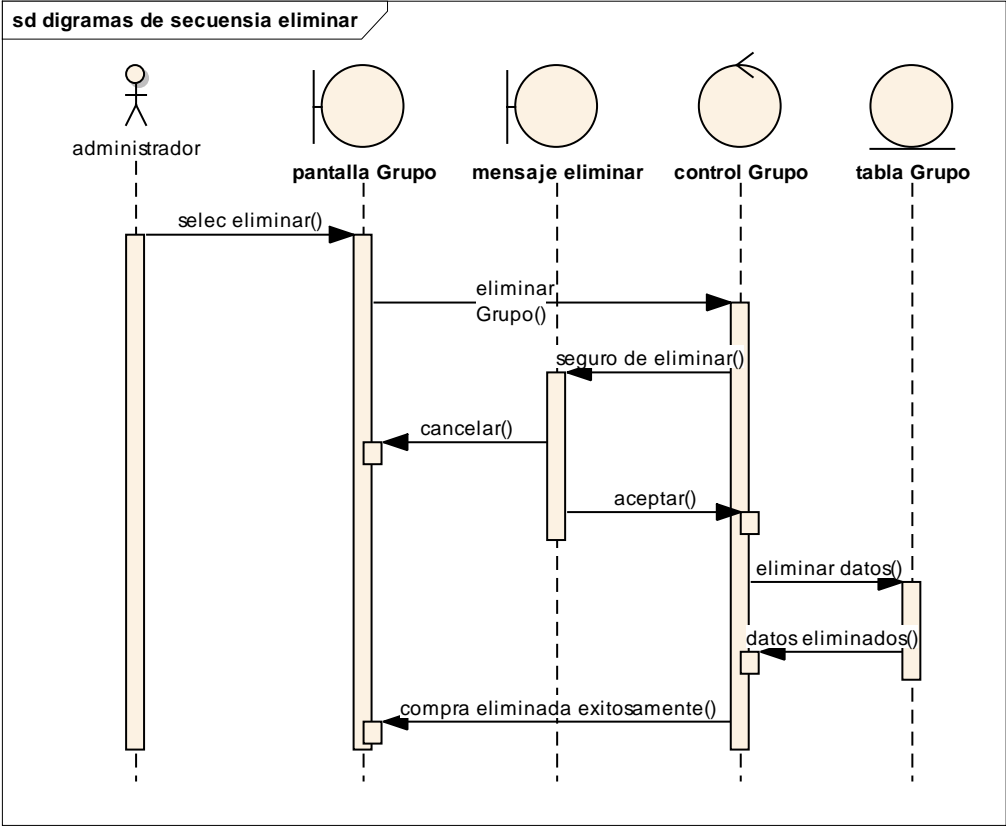 sd digramas de secuensia eliminar
administrador
pantalla Grupo
mensaje eliminar
control Grupo
tabla Grupo
selec eliminar()
eliminar
Grupo()
seguro de eliminar()
cancelar()
aceptar()
eliminar datos()
datos eliminados()
compra eliminada exitosamente()